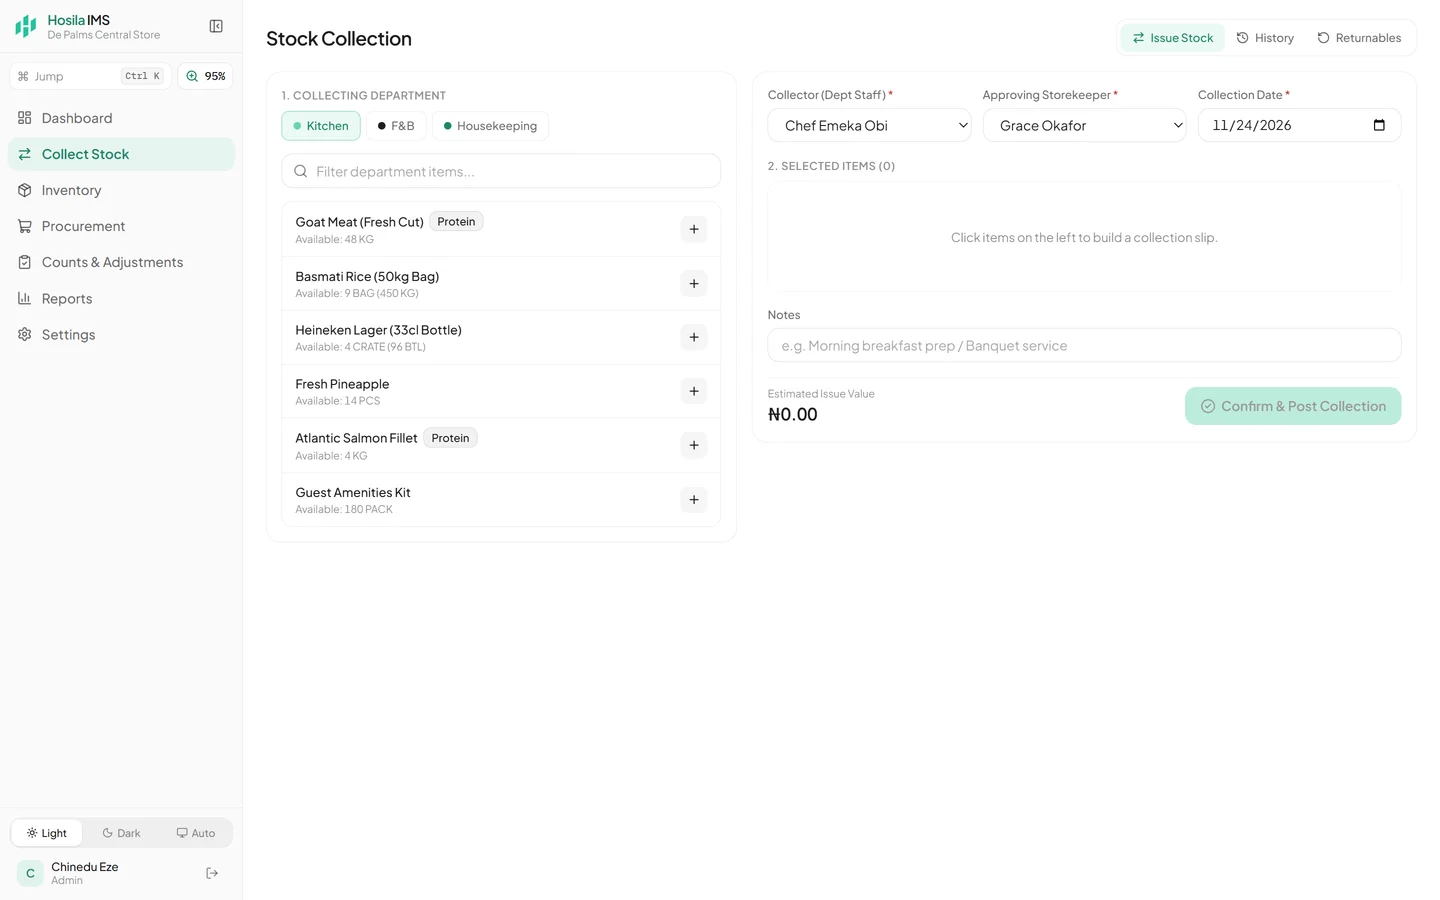 Hosila IMS
De Palms Central Store
⌘ Jump Ctrl K
95%
Dashboard
Collect Stock
Inventory
Procurement
Counts & Adjustments
Reports
Settings
Light
Dark
Auto
C
Chinedu Eze
Admin
Stock Collection
Issue Stock
History
Returnables
1. COLLECTING DEPARTMENT
Kitchen
F&B
Housekeeping
Filter department items...
Goat Meat (Fresh Cut) Protein
Available: 48 KG
Basmati Rice (50kg Bag)
Available: 9 BAG (450 KG)
Heineken Lager (33cl Bottle)
Available: 4 CRATE (96 BTL)
Fresh Pineapple
Available: 14 PCS
Atlantic Salmon Fillet Protein
Available: 4 KG
Guest Amenities Kit
Available: 180 PACK
Collector (Dept Staff) *
Chef Emeka Obi
Approving Storekeeper *
Grace Okafor
Collection Date *
11/24/2026
2. SELECTED ITEMS (0)
Click items on the left to build a collection slip.
Notes
e.g. Morning breakfast prep / Banquet service
Estimated Issue Value
₦0.00
Confirm & Post Collection